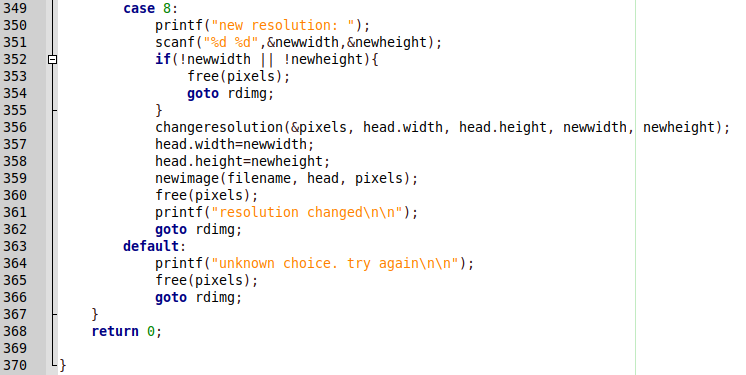 349 case 8:
350 printf("new resolution: ");
351 scanf("%d %d",&newwidth,&newheight);
352 if(!newwidth || !newheight){
353 free(pixels);
354 goto rdimg;
355 }
356 changeresolution(&pixels, head.width, head.height, newwidth, newheight);
357 head.width=newwidth;
358 head.height=newheight;
359 newimage(filename, head, pixels);
360 free(pixels);
361 printf("resolution changed\n\n");
362 goto rdimg;
363 default:
364 printf("unknown choice. try again\n\n");
365 free(pixels);
366 goto rdimg;
367 }
368 return 0;
369
370 }